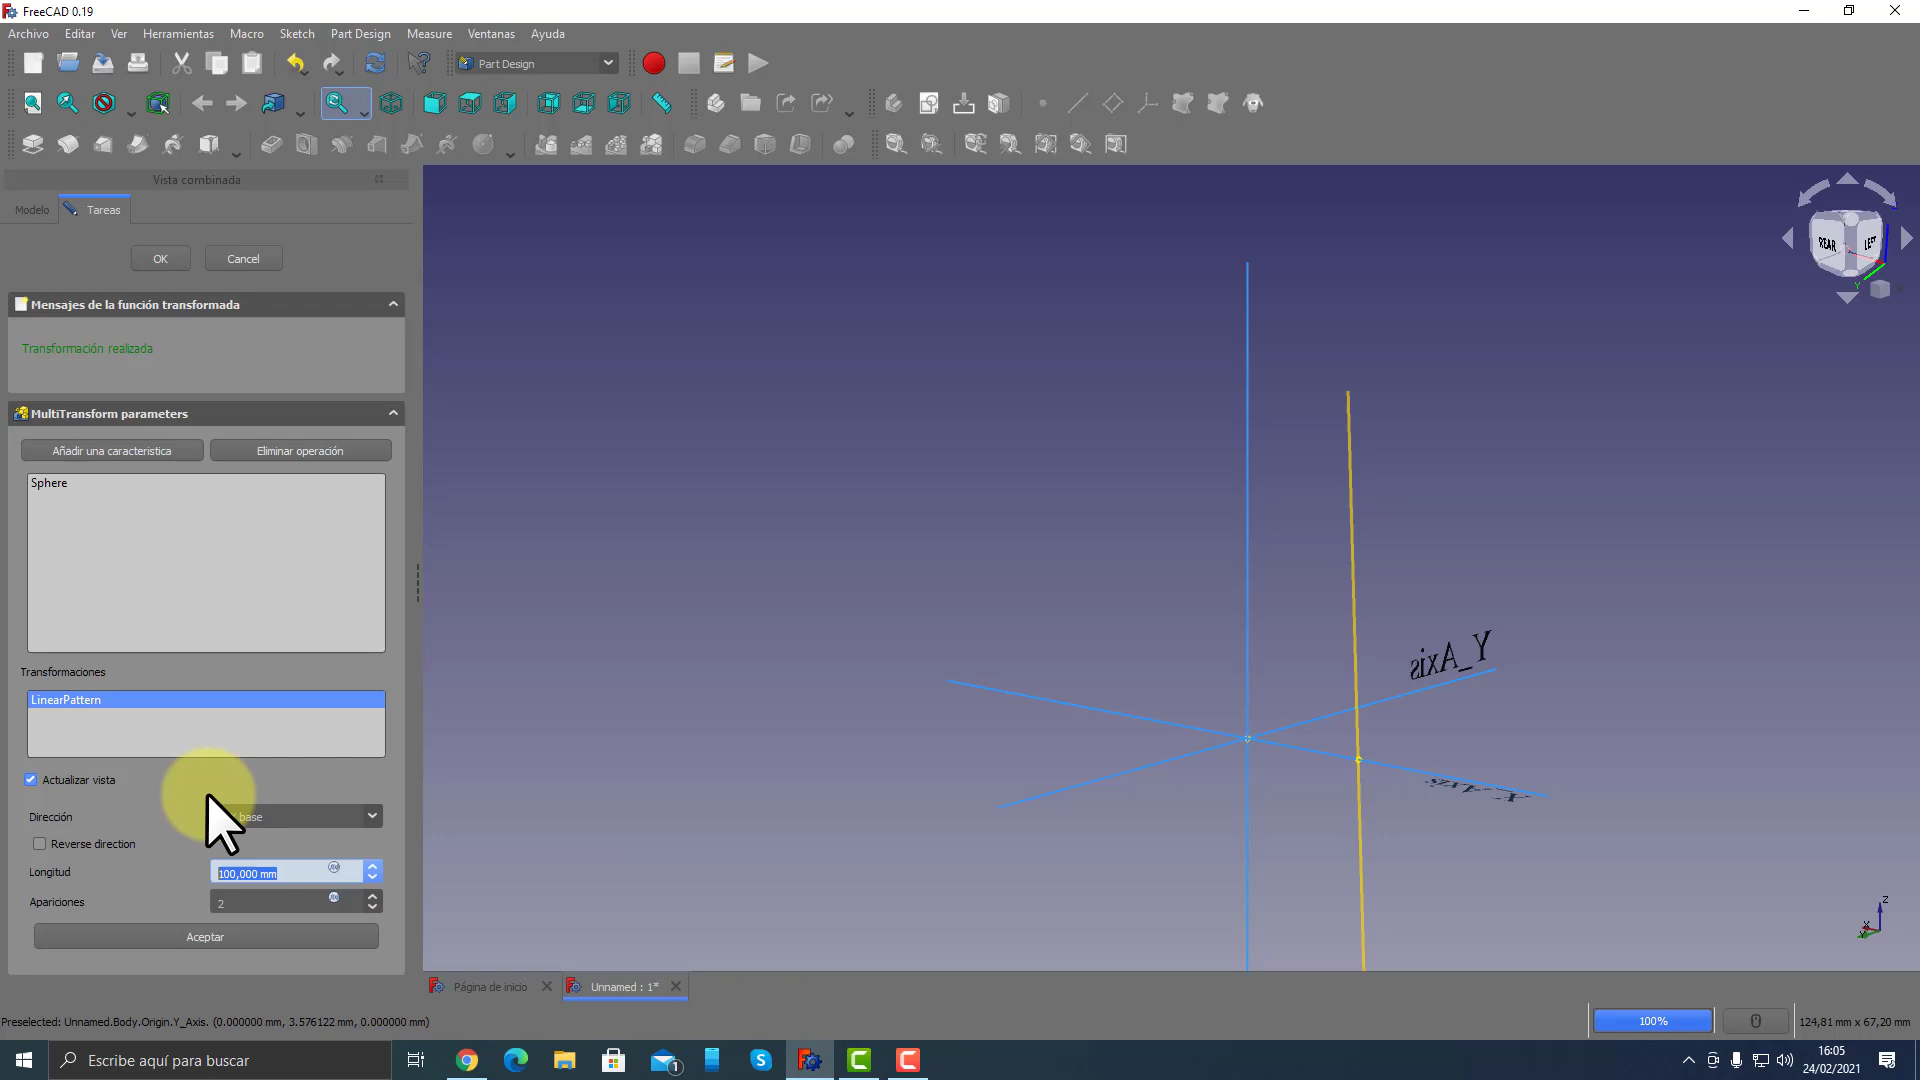 FreeCAD 0.19
Archivo Editar Ver Herramientas Macro Sketch Part Design Measure Ventanas Ayuda
Part Design
Vista combinada
Modelo Tareas
OK Cancel
Mensajes de la función transformada
Transformación realizada
MultiTransform parameters
Añadir una caracteristica Eliminar operación
Sphere
Transformaciones
LinearPattern
Actualizar vista
Dirección base
Reverse direction
Longitud 100,000 mm
Apariciones 2
Aceptar
REAR LEFT
Y
Y_Axis
Z
Página de inicio Unnamed : 1*
Preselected: Unnamed.Body.Origin.Y_Axis. (0.000000 mm, 3.576122 mm, 0.000000 mm)
100% 124,81 mm x 67,20 mm
Escribe aquí para buscar
1
16:05
24/02/2021